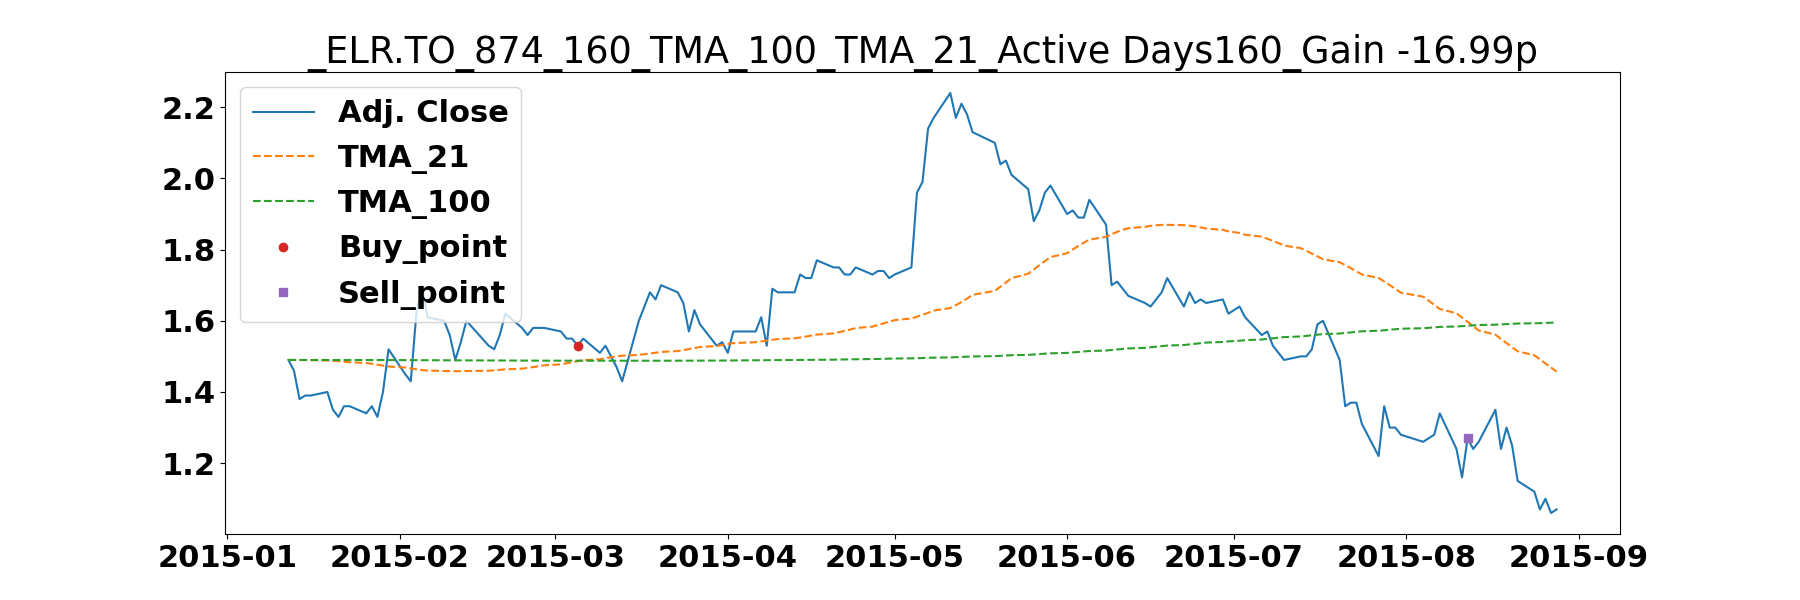 _ELR.TO_874_160_TMA_100_TMA_21_Active Days160_Gain -16.99p
Adj. Close
TMA_21
TMA_100
Buy_point
Sell_point
2.2
2.0
1.8
1.6
1.4
1.2
2015-01 2015-02 2015-03 2015-04 2015-05 2015-06 2015-07 2015-08 2015-09